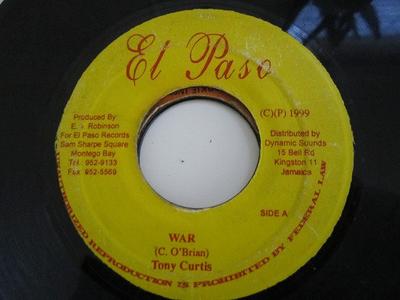 El Paso
Produced By
E. Robinson
For El Paso Records
Sam Sharpe Square
Montego Bay
Tel: 952-9133
Fax 952-5569
(C)(P) 1999
Distributed by
Dynamic Sounds
15 Bell Rd
Kingston 11
Jamaica
SIDE A
WAR
(C. O'Brian)
Tony Curtis
UNAUTHORIZED REPRODUCTION IS PROHIBITED BY FEDERAL LAW